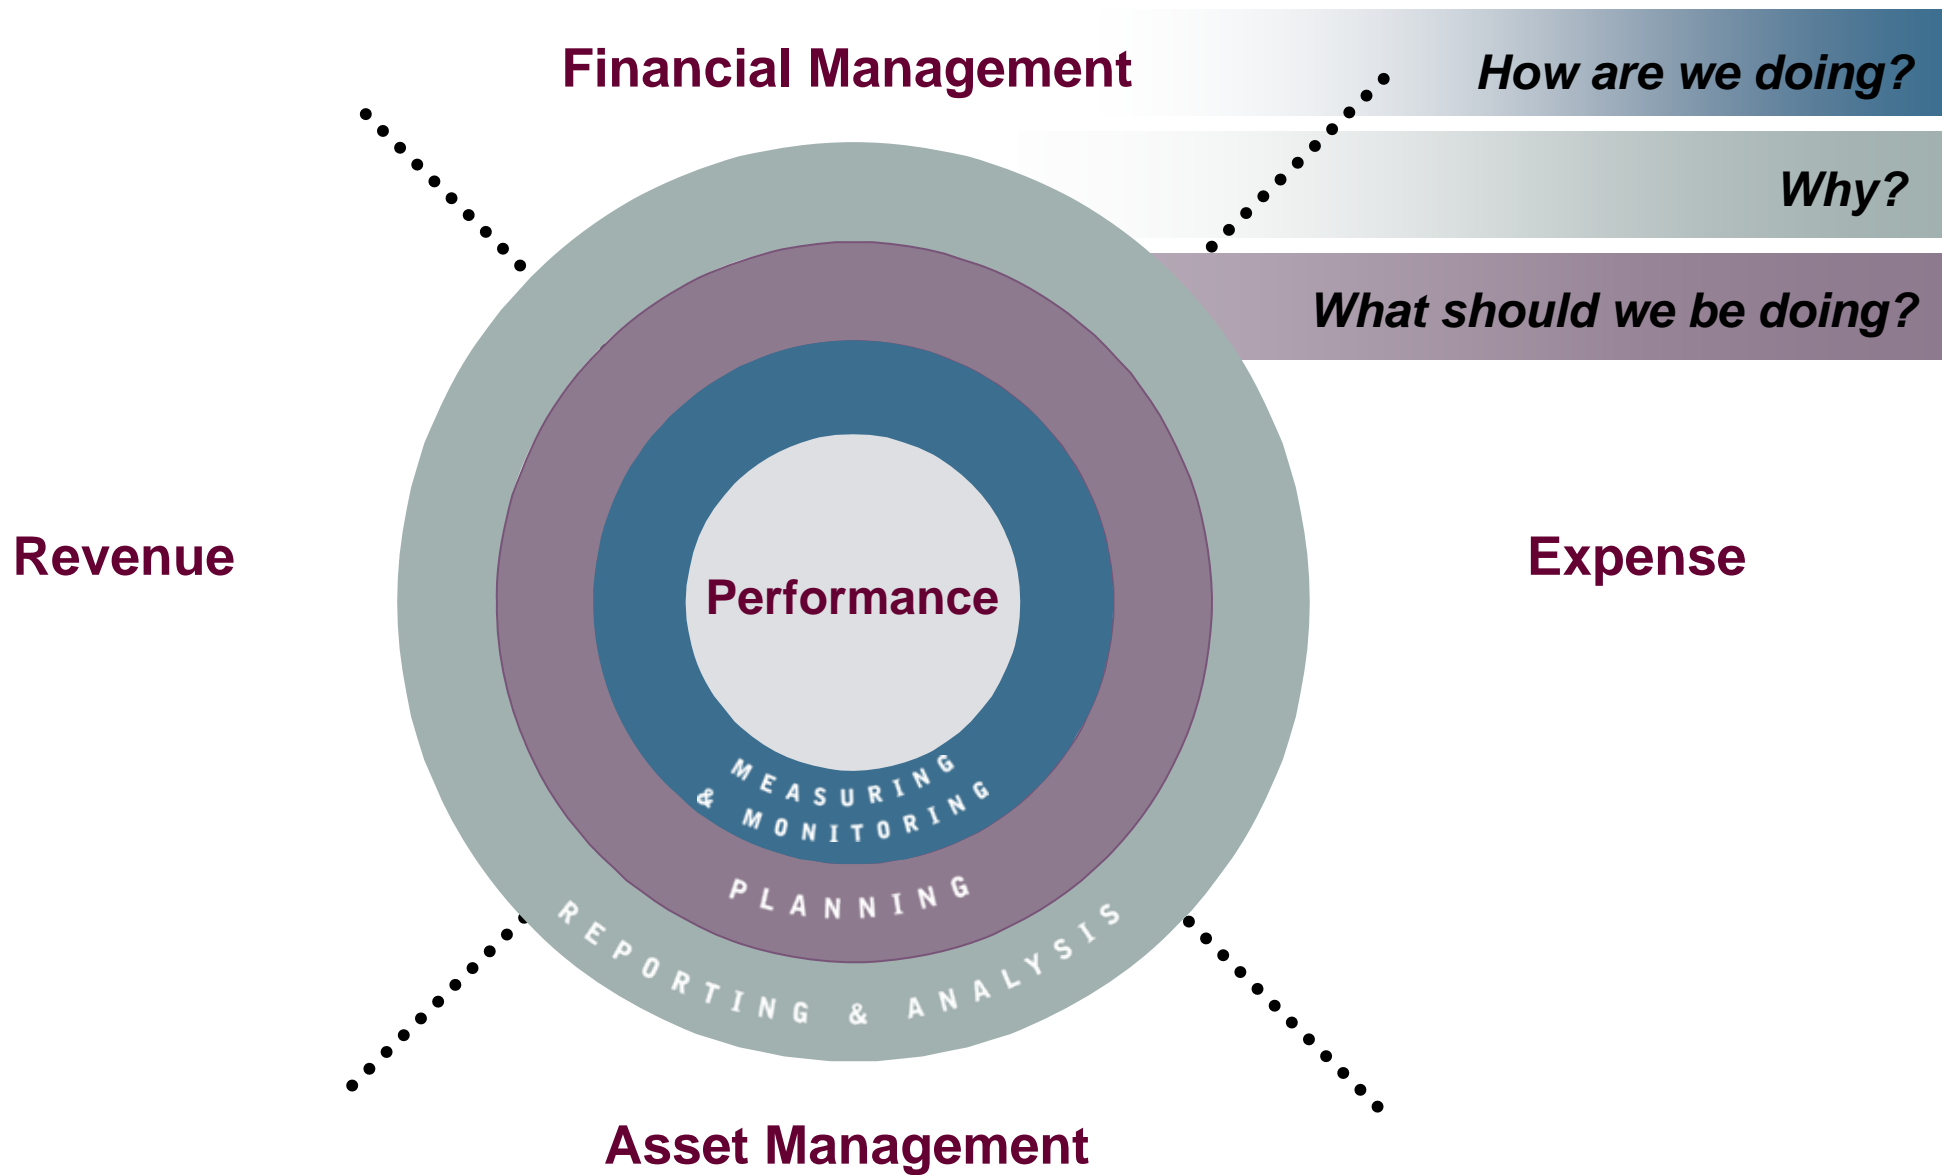 Financial Management
How are we doing?
Why?
What should we be doing?
Revenue
Expense
Performance
MEASURING
& MONITORING
PLANNING
REPORTING & ANALYSIS
Asset Management